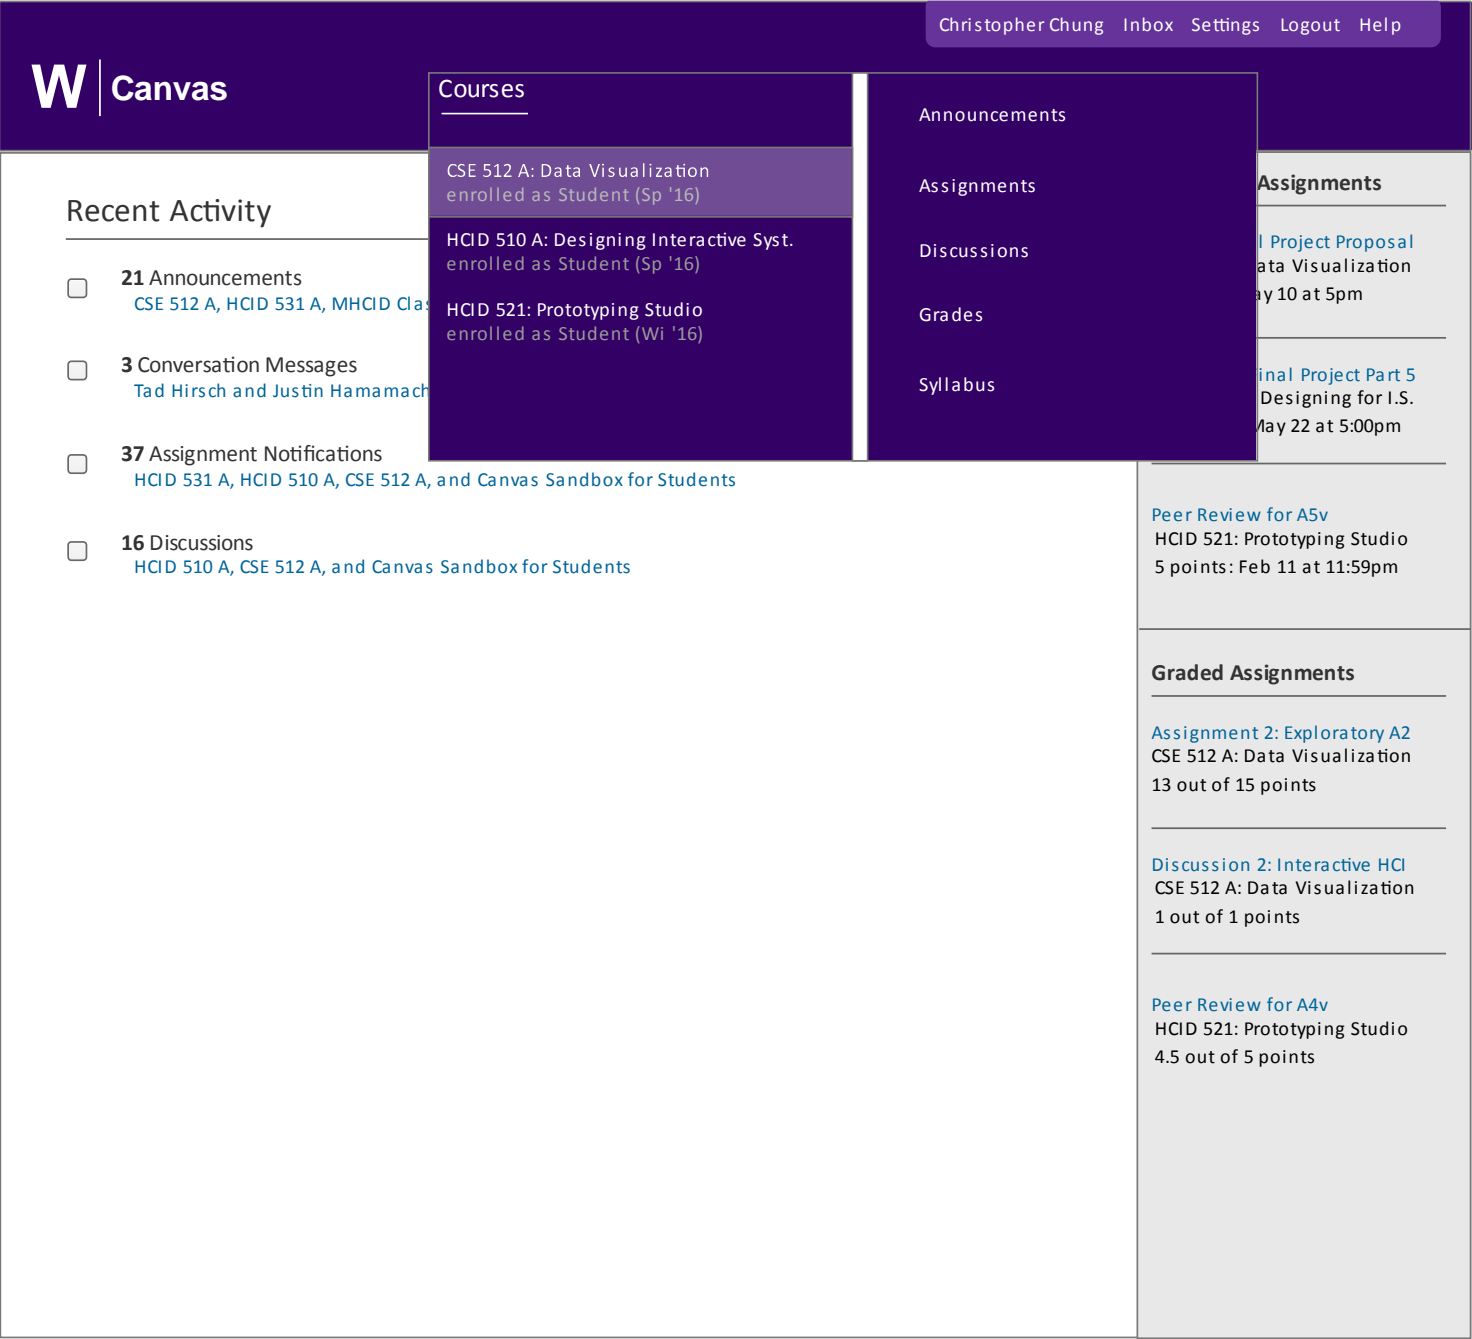 Christopher Chung Inbox Settings Logout Help
W Canvas
Courses
CSE 512 A: Data Visualization
enrolled as Student (Sp '16)
HCID 510 A: Designing Interactive Syst.
enrolled as Student (Sp '16)
HCID 521: Prototyping Studio
enrolled as Student (Wi '16)
Announcements
Assignments
Discussions
Grades
Syllabus
Recent Activity
21 Announcements
CSE 512 A, HCID 531 A, MHCID Clas
3 Conversation Messages
Tad Hirsch and Justin Hamamach
37 Assignment Notifications
HCID 531 A, HCID 510 A, CSE 512 A, and Canvas Sandbox for Students
16 Discussions
HCID 510 A, CSE 512 A, and Canvas Sandbox for Students
Assignments
l Project Proposal
ata Visualization
ay 10 at 5pm
inal Project Part 5
Designing for I.S.
May 22 at 5:00pm
Peer Review for A5v
HCID 521: Prototyping Studio
5 points: Feb 11 at 11:59pm
Graded Assignments
Assignment 2: Exploratory A2
CSE 512 A: Data Visualization
13 out of 15 points
Discussion 2: Interactive HCI
CSE 512 A: Data Visualization
1 out of 1 points
Peer Review for A4v
HCID 521: Prototyping Studio
4.5 out of 5 points